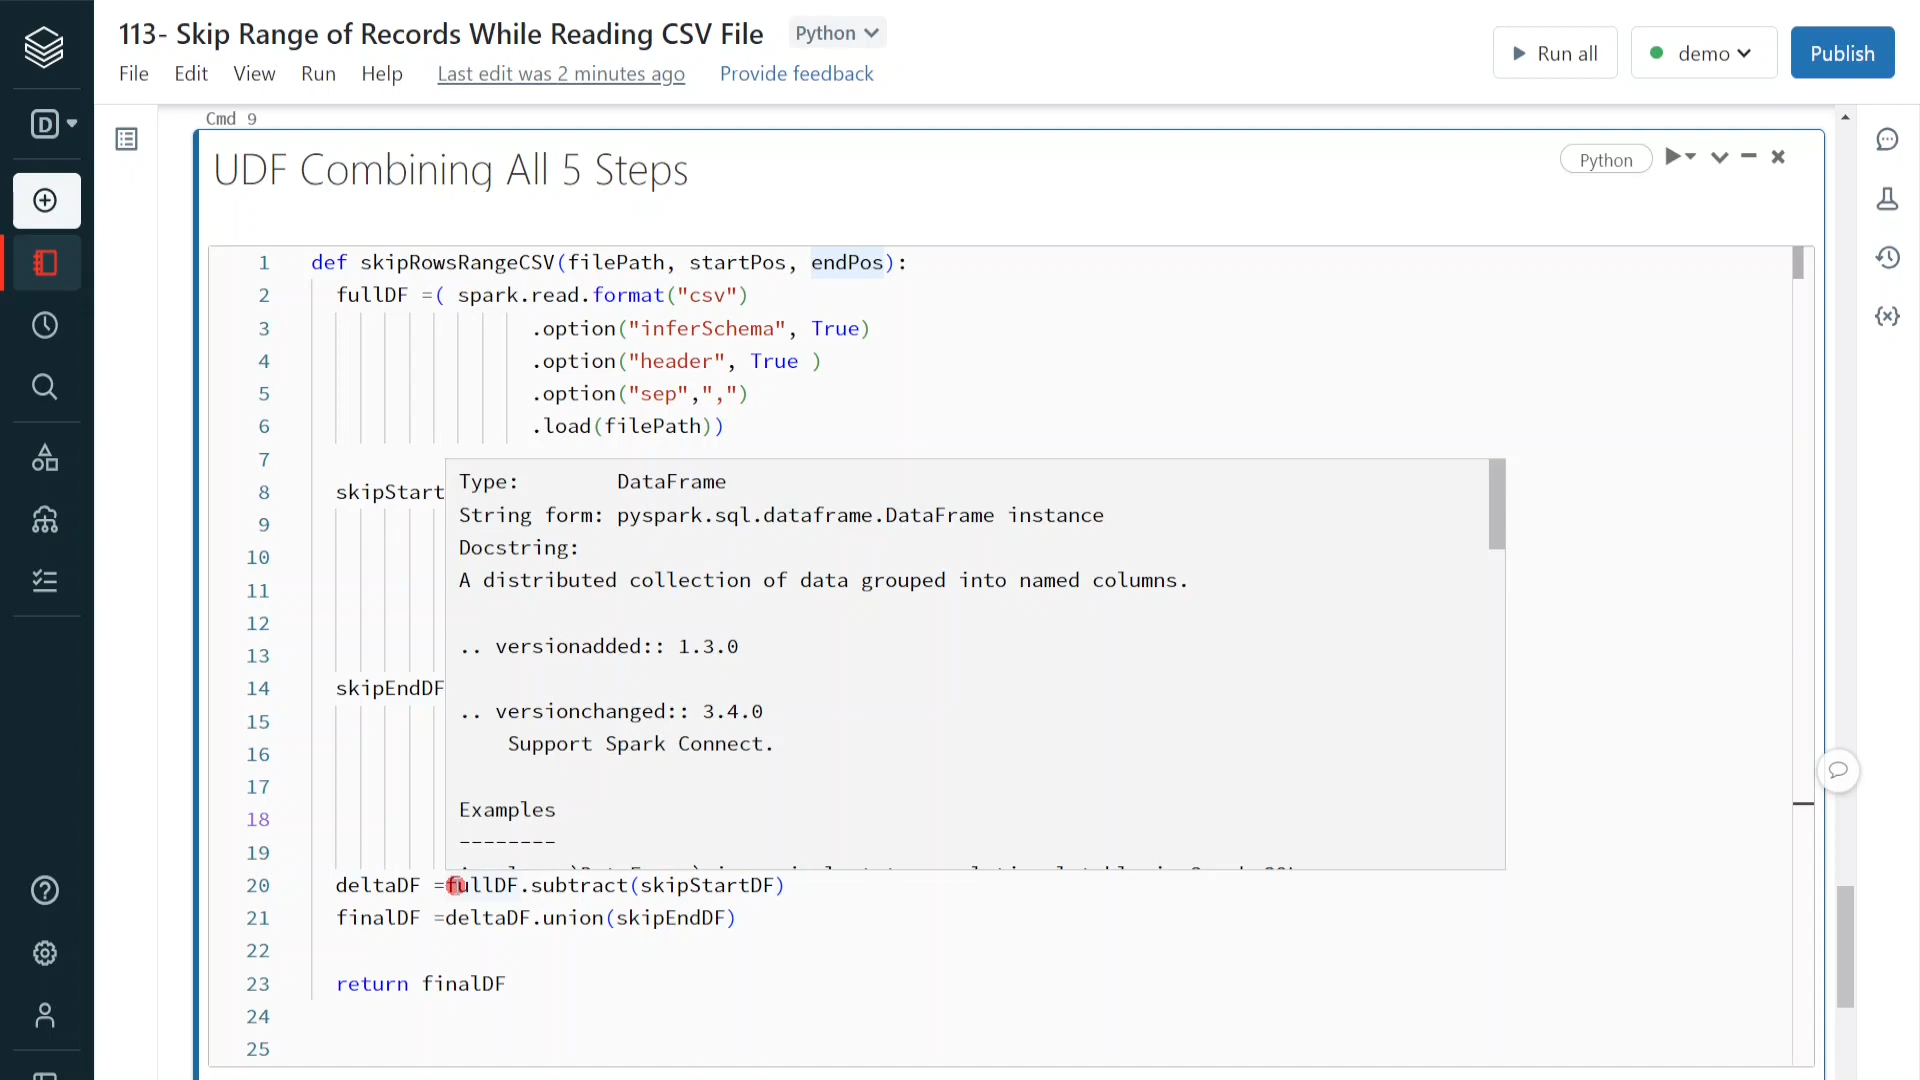 113- Skip Range of Records While Reading CSV File
Python
File Edit View Run Help Last edit was 2 minutes ago Provide feedback
Run all
demo
Publish
D
Cmd 9
UDF Combining All 5 Steps
Python
1 def skipRowsRangeCSV(filePath, startPos, endPos):
2 fullDF =( spark.read.format("csv")
3 .option("inferSchema", True)
4 .option("header", True )
5 .option("sep",",")
6 .load(filePath))
7
8 skipStart
9
10
11
12
13
14 skipEndDF
15
16
17
18
19
Type: DataFrame
String form: pyspark.sql.dataframe.DataFrame instance
Docstring:
A distributed collection of data grouped into named columns.
.. versionadded:: 1.3.0
.. versionchanged:: 3.4.0
Support Spark Connect.
Examples
--------
20 deltaDF =fullDF.subtract(skipStartDF)
21 finalDF =deltaDF.union(skipEndDF)
22
23 return finalDF
24
25